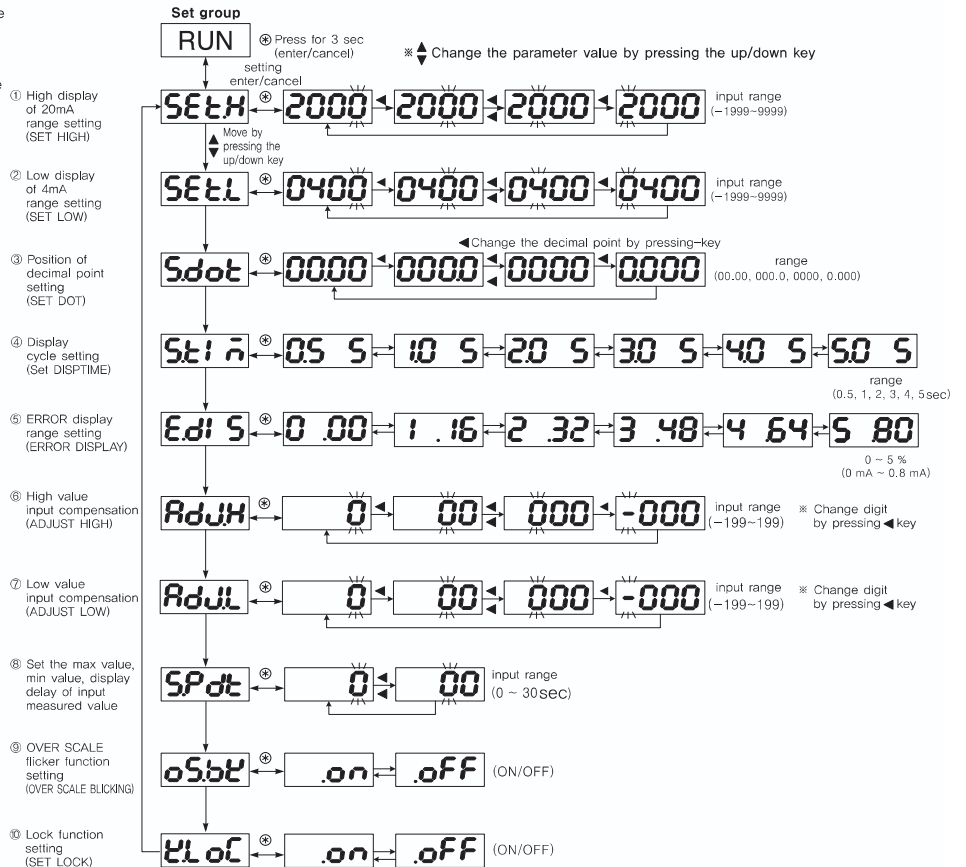 Set group
RUN
⊛ Press for 3 sec
(enter/cancel)
※ ▲▼ Change the parameter value by pressing the up/down key
setting
enter/cancel
① High display
of 20mA
range setting
(SET HIGH)
SEt.H ⊛ 2000 ◀ 2000 ◀ 2000 ◀ 2000
input range
(-1999~9999)
▲▼ Move by
pressing the
up/down key
② Low display
of 4mA
range setting
(SET LOW)
SEt.L ⊛ 0400 ◀ 0400 ◀ 0400 ◀ 0400
input range
(-1999~9999)
◀Change the decimal point by pressing-key
③ Position of
decimal point
setting
(SET DOT)
S.dot ⊛ 00.00 ◀ 000.0 ◀ 0000 ◀ 0.000
range
(00.00, 000.0, 0000, 0.000)
④ Display
cycle setting
(Set DISPTIME)
S.tI ñ ⊛ 0.5 S 1.0 S 2.0 S 3.0 S 4.0 S 5.0 S
range
(0.5, 1, 2, 3, 4, 5sec)
⑤ ERROR display
range setting
(ERROR DISPLAY)
E.dI S ⊛ 0 .00 1 .16 2 .32 3 .48 4 .64 5 .80
0 ~ 5 %
(0 mA ~ 0.8 mA)
⑥ High value
input compensation
(ADJUST HIGH)
AdJ.H ⊛ 0 ◀ 00 ◀ 000 ◀ -000
input range
(-199~199)
※ Change digit
by pressing ◀ key
⑦ Low value
input compensation
(ADJUST LOW)
AdJ.L ⊛ 0 ◀ 00 ◀ 000 ◀ -000
input range
(-199~199)
※ Change digit
by pressing ◀ key
⑧ Set the max value,
min value, display
delay of input
measured value
S.Pdt ⊛ 0 ◀ 00
input range
(0 ~ 30sec)
⑨ OVER SCALE
flicker function
setting
(OVER SCALE BLICKING)
oS.bK ⊛ .on .oFF (ON/OFF)
⑩ Lock function
setting
(SET LOCK)
K.LoC ⊛ .on .oFF (ON/OFF)